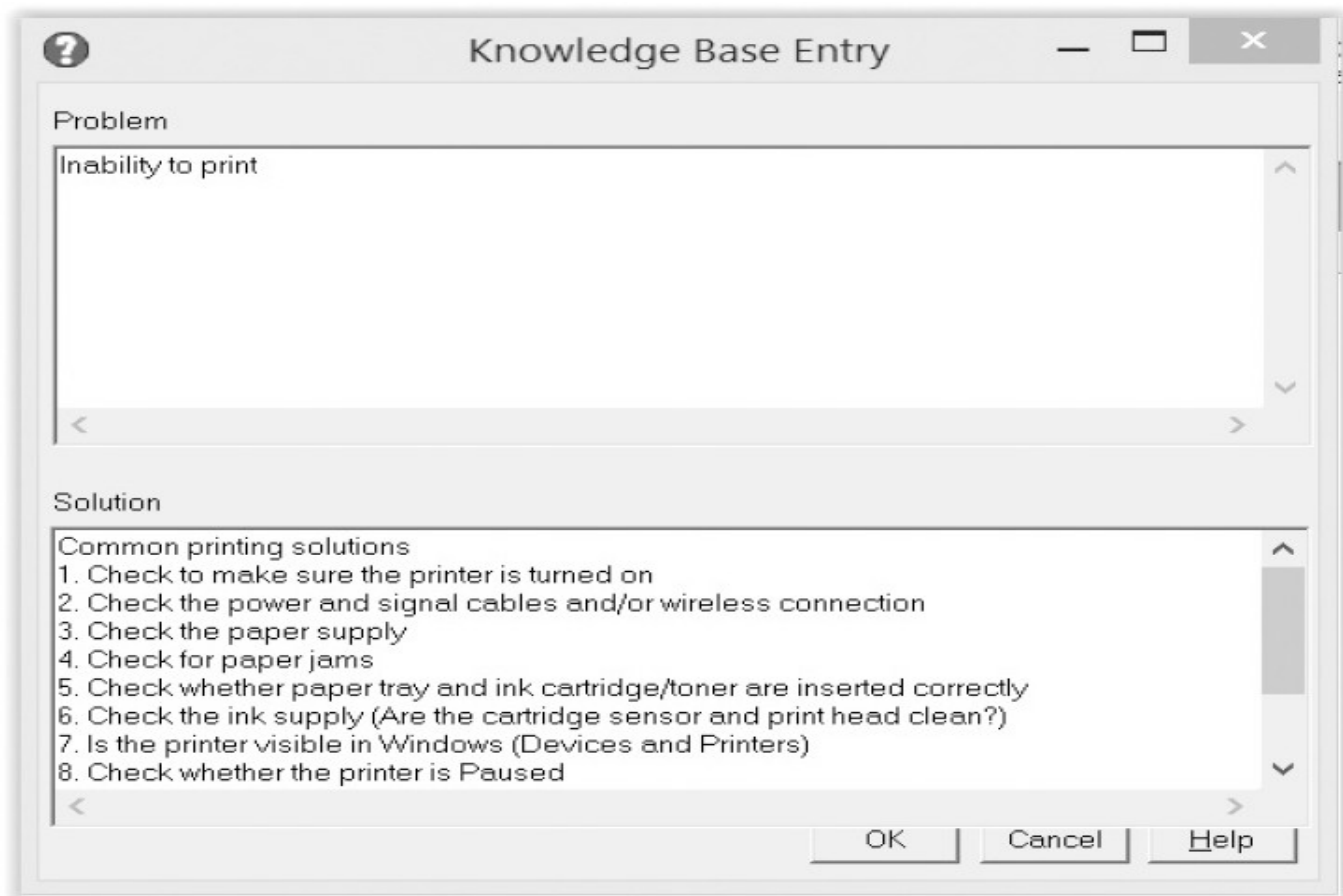 Knowledge Base Entry
Problem
Inability to print
Solution
Common printing solutions
1. Check to make sure the printer is turned on
2. Check the power and signal cables and/or wireless connection
3. Check the paper supply
4. Check for paper jams
5. Check whether paper tray and ink cartridge/toner are inserted correctly
6. Check the ink supply (Are the cartridge sensor and print head clean?)
7. Is the printer visible in Windows (Devices and Printers)
8. Check whether the printer is Paused
OK Cancel Help